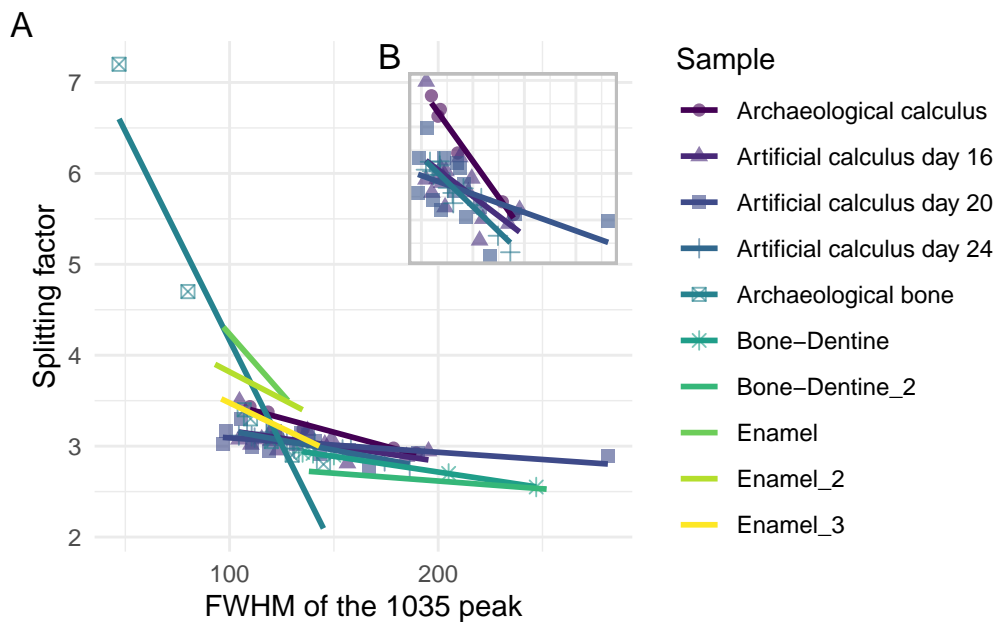 A
B
7
6
5
4
3
2
Splitting factor
100
200
FWHM of the 1035 peak
Sample
Archaeological calculus
Artificial calculus day 16
Artificial calculus day 20
Artificial calculus day 24
Archaeological bone
Bone−Dentine
Bone−Dentine_2
Enamel
Enamel_2
Enamel_3